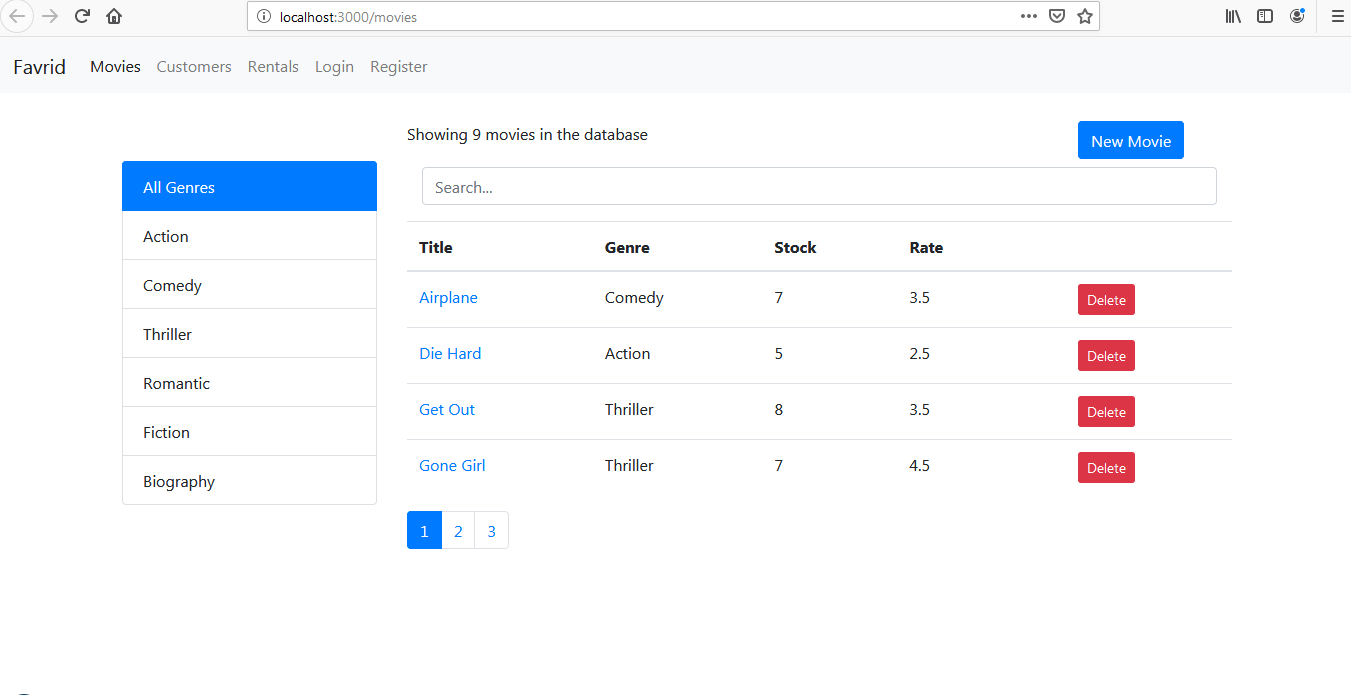 localhost:3000/movies
Favrid Movies Customers Rentals Login Register
Showing 9 movies in the database
New Movie
Search...
All Genres
Action
Comedy
Thriller
Romantic
Fiction
Biography
Title Genre Stock Rate
Airplane Comedy 7 3.5 Delete
Die Hard Action 5 2.5 Delete
Get Out Thriller 8 3.5 Delete
Gone Girl Thriller 7 4.5 Delete
1 2 3